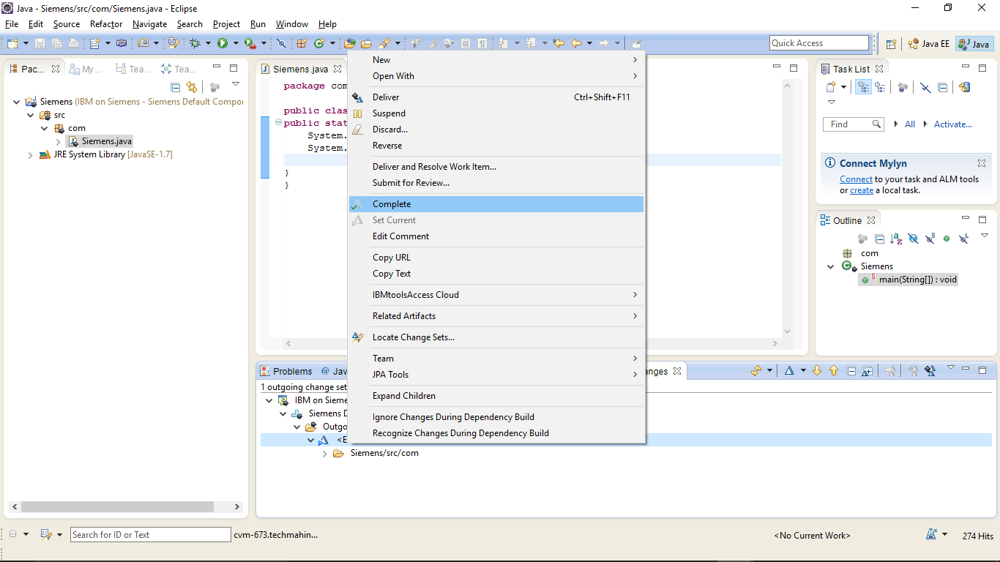 Java - Siemens/src/com/Siemens.java - Eclipse
File Edit Source Refactor Navigate Search Project Run Window Help
Quick Access
Java EE
Java
Pac...
My ...
Tea...
Tea...
Siemens (IBM on Siemens - Siemens Default Compor
src
com
Siemens.java
JRE System Library [JavaSE-1.7]
Siemens.java
package com
public clas
public stat
System.
System.
}
}
New
Open With
Deliver Ctrl+Shift+F11
Suspend
Discard...
Reverse
Deliver and Resolve Work Item...
Submit for Review...
Complete
Set Current
Edit Comment
Copy URL
Copy Text
IBMtoolsAccess Cloud
Related Artifacts
Locate Change Sets...
Team
JPA Tools
Expand Children
Ignore Changes During Dependency Build
Recognize Changes During Dependency Build
Task List
Find
All
Activate...
Connect Mylyn
Connect to your task and ALM tools
or create a local task.
Outline
com
Siemens
main(String[]) : void
Problems
@ Jav
anges
1 outgoing change set
IBM on Sieme
Siemens D
Outgo
<E
Siemens/src/com
Search for ID or Text
cvm-673.techmahin...
<No Current Work>
274 Hits